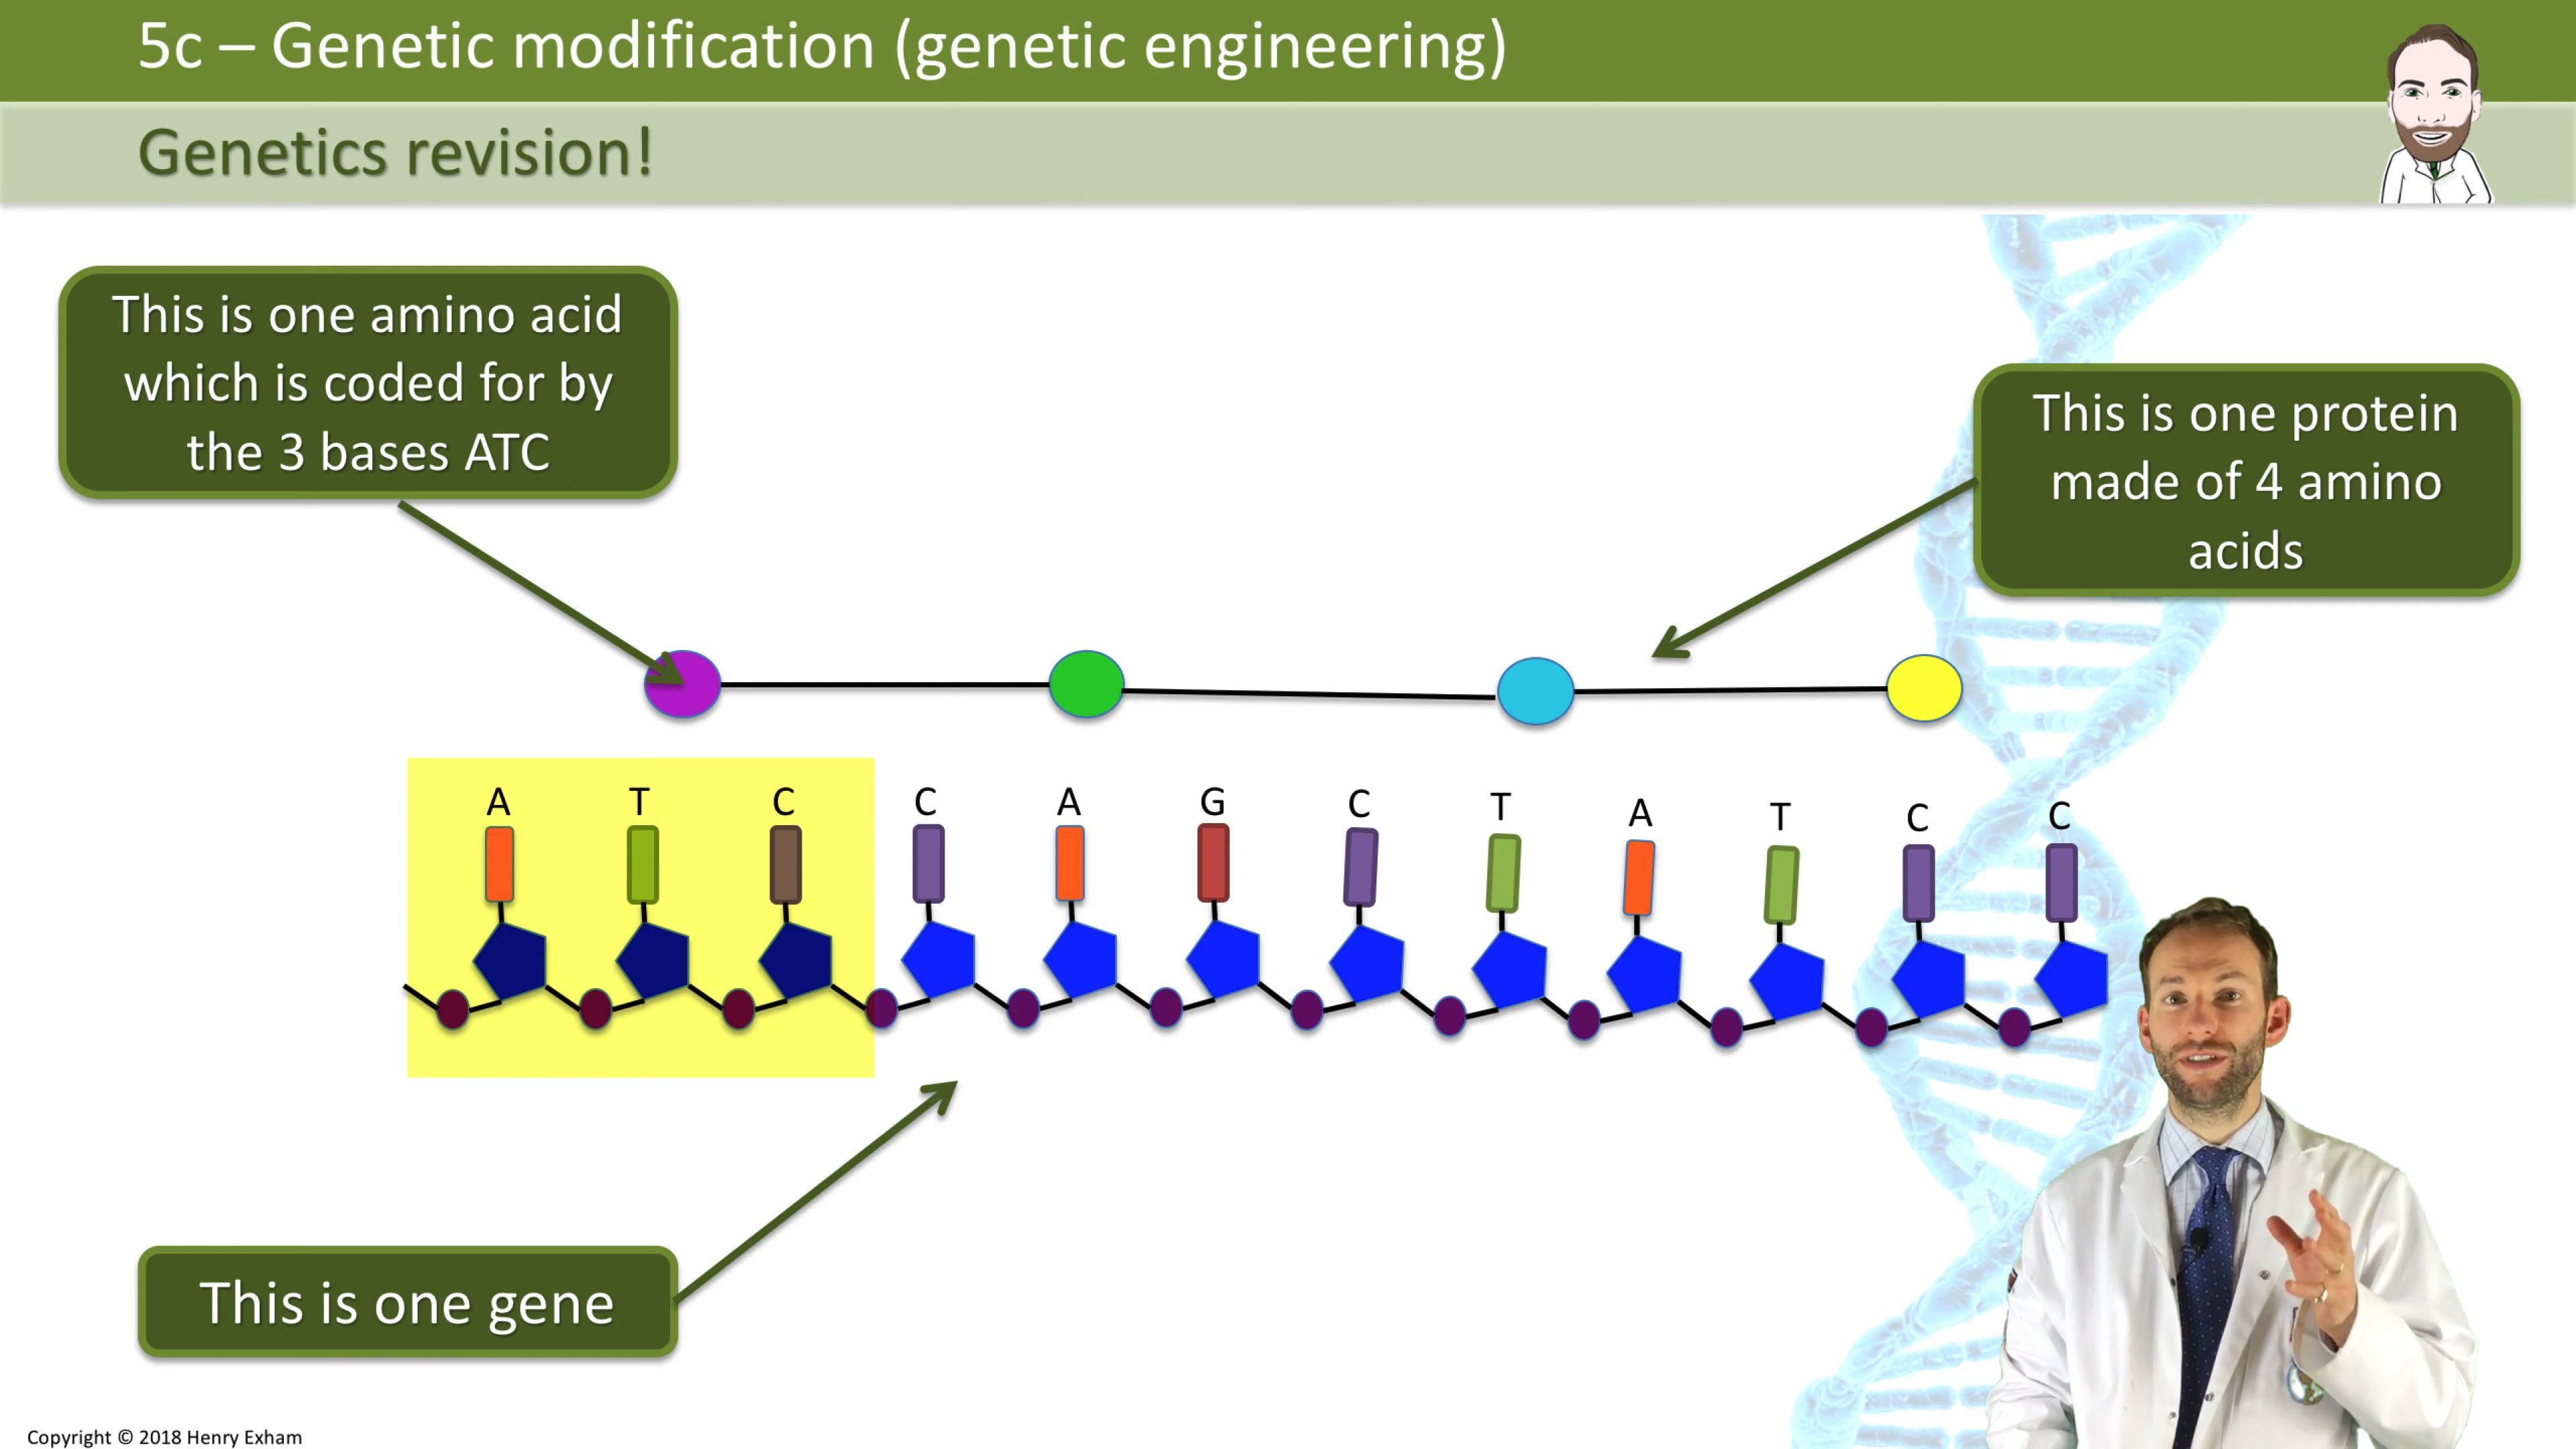 5c – Genetic modification (genetic engineering)
Genetics revision!
This is one amino acid
which is coded for by
the 3 bases ATC
This is one protein
made of 4 amino
acids
A T C C A G C T A T C C
This is one gene
Copyright © 2018 Henry Exham